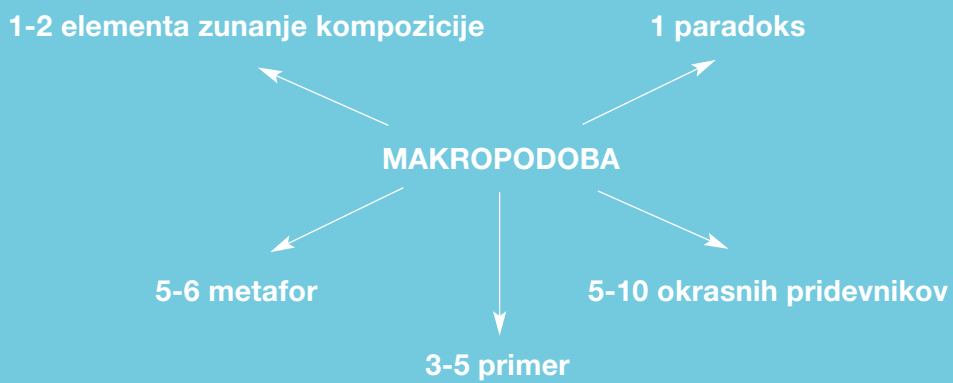 1-2 elementa zunanje kompozicije
1 paradoks
MAKROPODOBA
5-6 metafor
5-10 okrasnih pridevnikov
3-5 primer